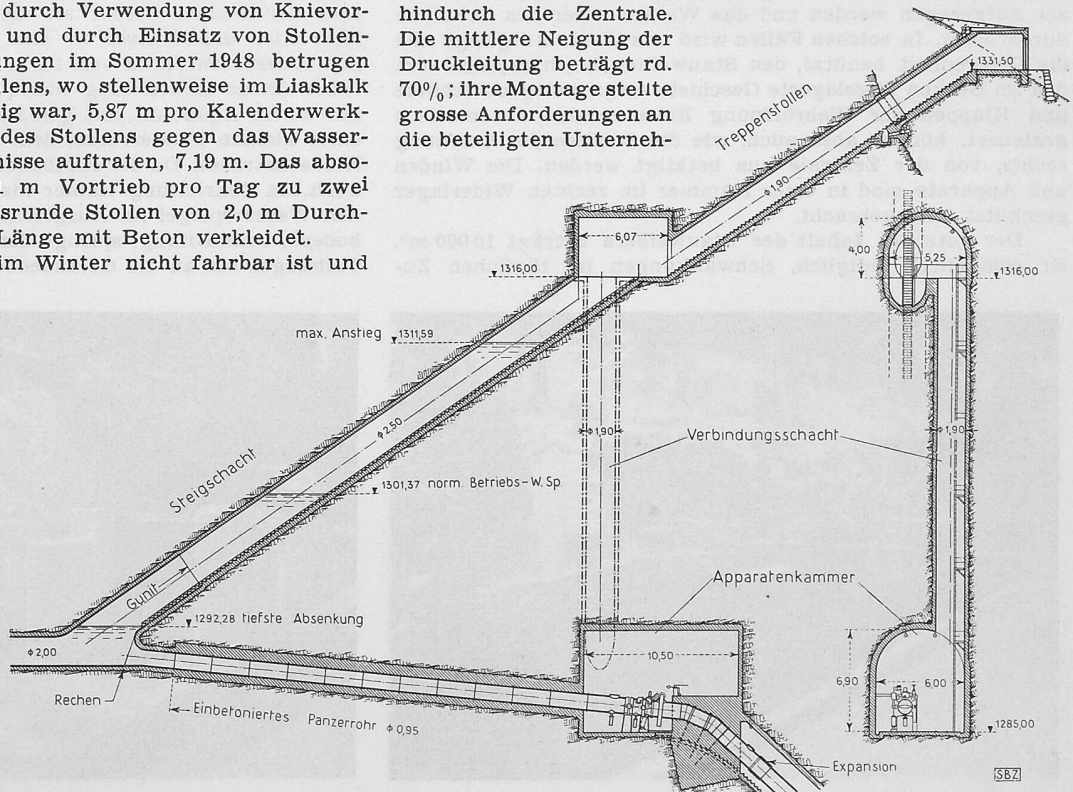 durch Verwendung von Knievor-
und durch Einsatz von Stollen-
ngen im Sommer 1948 betrugen
llens, wo stellenweise im Liaskalk
ig war, 5,87 m pro Kalenderwerk-
des Stollens gegen das Wasser-
nisse auftraten, 7,19 m. Das abso-
m Vortrieb pro Tag zu zwei
srunde Stollen von 2,0 m Durch-
Länge mit Beton verkleidet.
im Winter nicht fahrbar ist und
hindurch die Zentrale.
Die mittlere Neigung der
Druckleitung beträgt rd.
70%; ihre Montage stellte
grosse Anforderungen an
die beteiligten Unterneh-
1331,50
Treppenstollen
φ 1,90
6,07
1316,00
5,25
4,00
1316,00
max. Anstieg 1311,59
φ 2,50
φ 1,90
Verbindungsschacht
φ 1,90
Steigschacht
1301,37 norm. Betriebs-W.Sp.
Gunit
Apparatenkammer
1292,28 tiefste Absenkung
φ 2,00
10,50
6,90
6,00
Rechen
Einbetoniertes Panzerrohr φ 0,95
1285,00
Expansion
SBZ